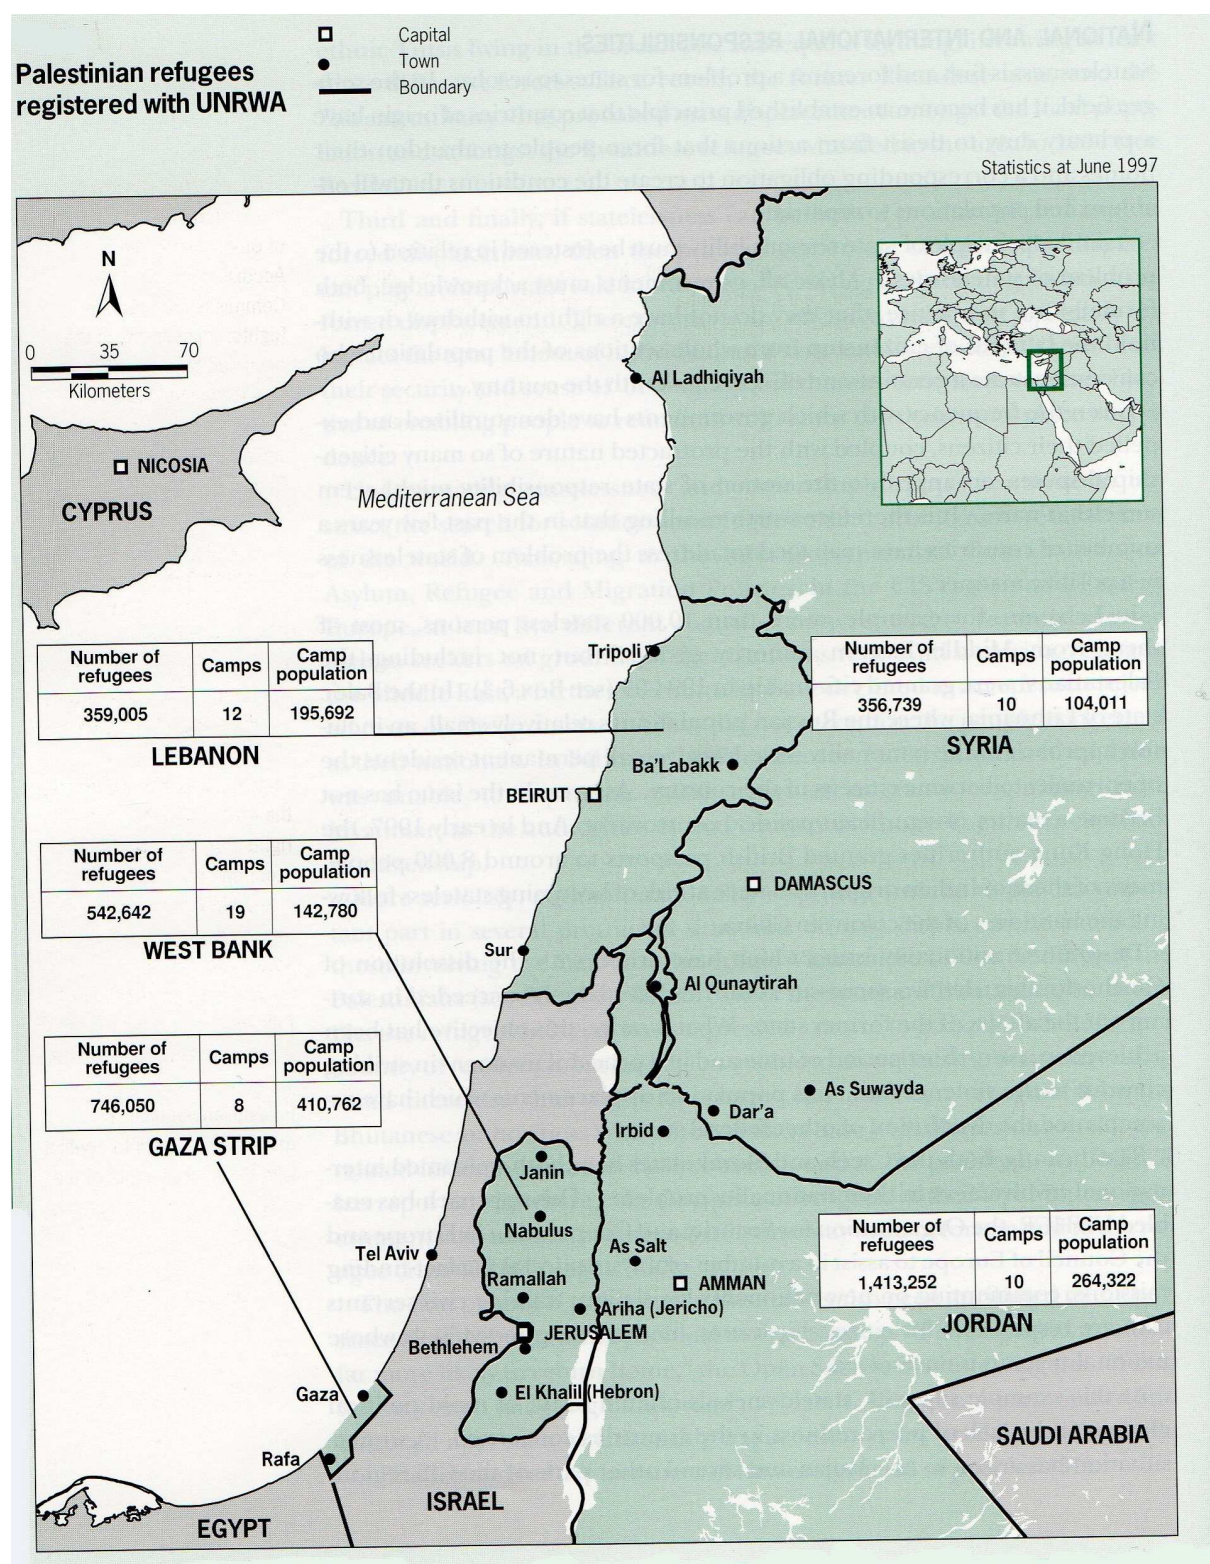 Capital
Town
Boundary
Palestinian refugees
registered with UNRWA
Statistics at June 1997
N
0 35 70
Kilometers
NICOSIA
CYPRUS
Mediterranean Sea
Al Ladhiqiyah
Tripoli
Number of
refugees
Camps
Camp
population
359,005 12 195,692
LEBANON
Number of
refugees
Camps
Camp
population
356,739 10 104,011
SYRIA
Ba'Labakk
BEIRUT
DAMASCUS
Number of
refugees
Camps
Camp
population
542,642 19 142,780
WEST BANK
Sur
Al Qunaytirah
Number of
refugees
Camps
Camp
population
746,050 8 410,762
GAZA STRIP
As Suwayda
Dar'a
Irbid
Janin
Nabulus
Tel Aviv
As Salt
Ramallah
AMMAN
Ariha (Jericho)
JERUSALEM
Bethlehem
El Khalil (Hebron)
Number of
refugees
Camps
Camp
population
1,413,252 10 264,322
JORDAN
Gaza
Rafa
SAUDI ARABIA
ISRAEL
EGYPT